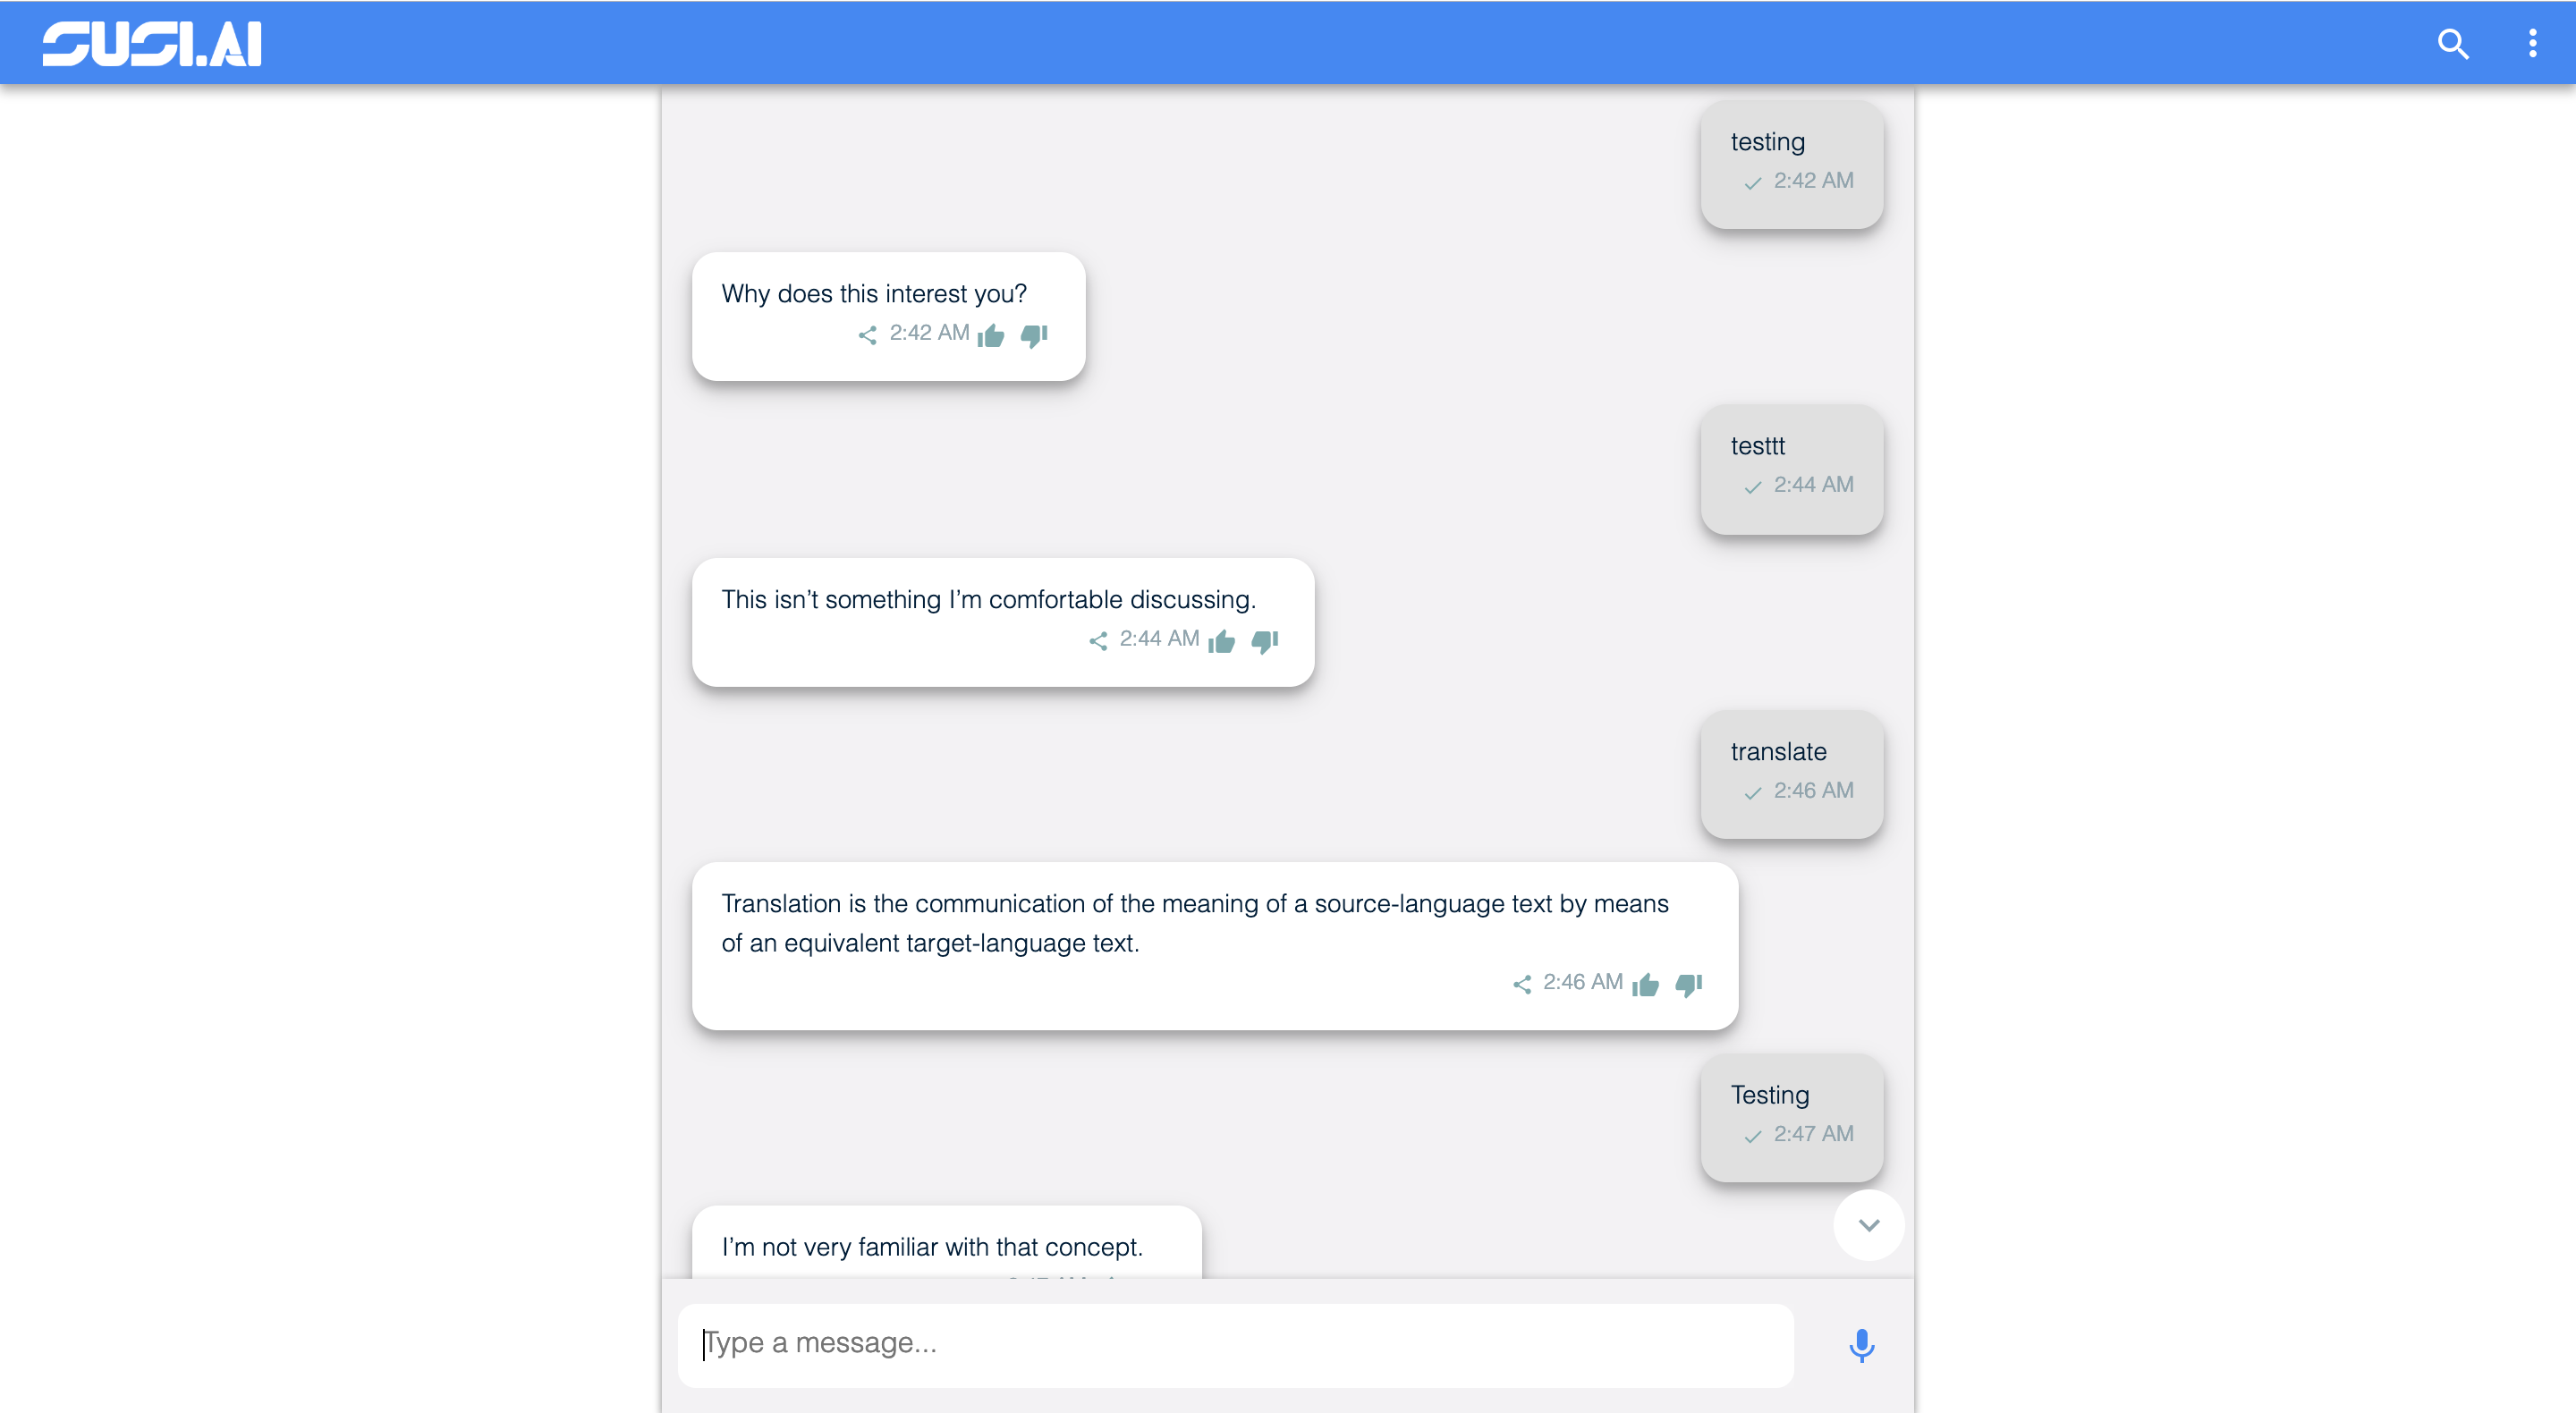 SUSI.AI
testing
2:42 AM
Why does this interest you?
2:42 AM
testtt
2:44 AM
This isn't something I'm comfortable discussing.
2:44 AM
translate
2:46 AM
Translation is the communication of the meaning of a source-language text by means
of an equivalent target-language text.
2:46 AM
Testing
2:47 AM
I'm not very familiar with that concept.
Type a message...